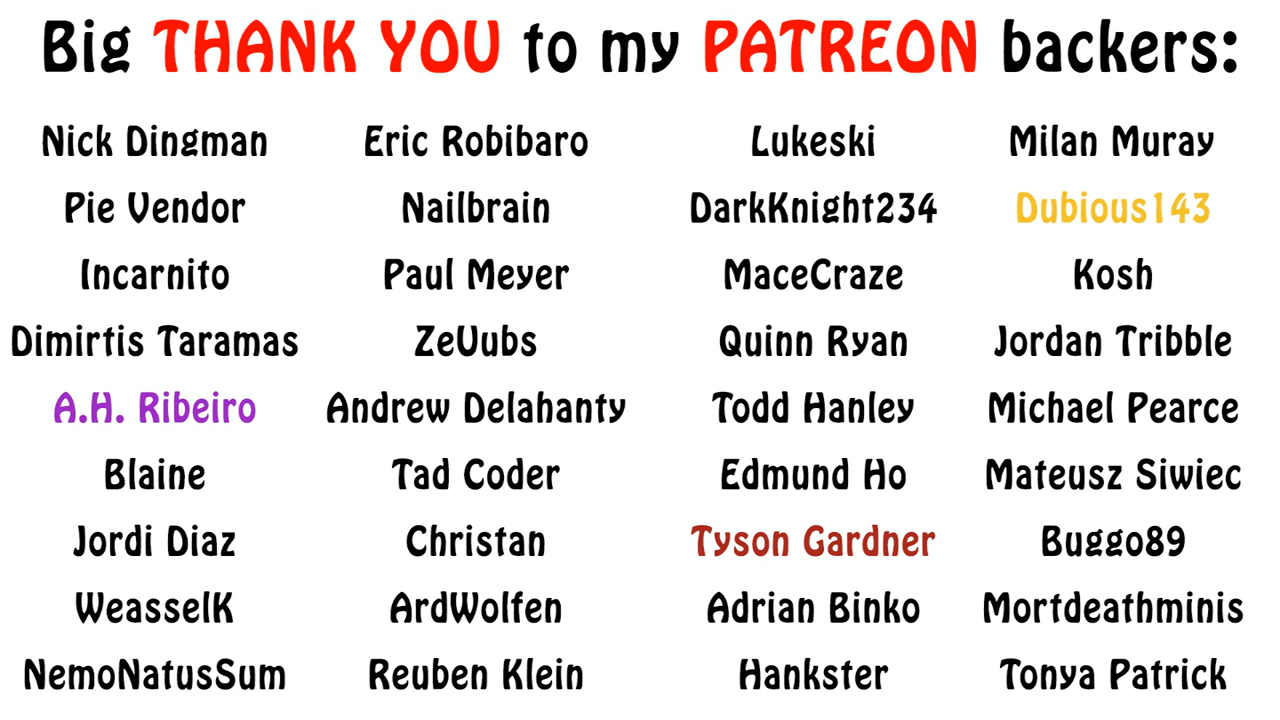 Big THANK YOU to my PATREON backers:
Nick Dingman Eric Robibaro Lukeski Milan Muray
Pie Vendor Nailbrain DarkKnight234 Dubious143
Incarnito Paul Meyer MaceCraze Kosh
Dimirtis Taramas ZeVubs Quinn Ryan Jordan Tribble
A.H. Ribeiro Andrew Delahanty Todd Hanley Michael Pearce
Blaine Tad Coder Edmund Ho Mateusz Siwiec
Jordi Diaz Christan Tyson Gardner Buggo89
WeasselK ArdWolfen Adrian Binko Mortdeathminis
NemoNatusSum Reuben Klein Hankster Tonya Patrick